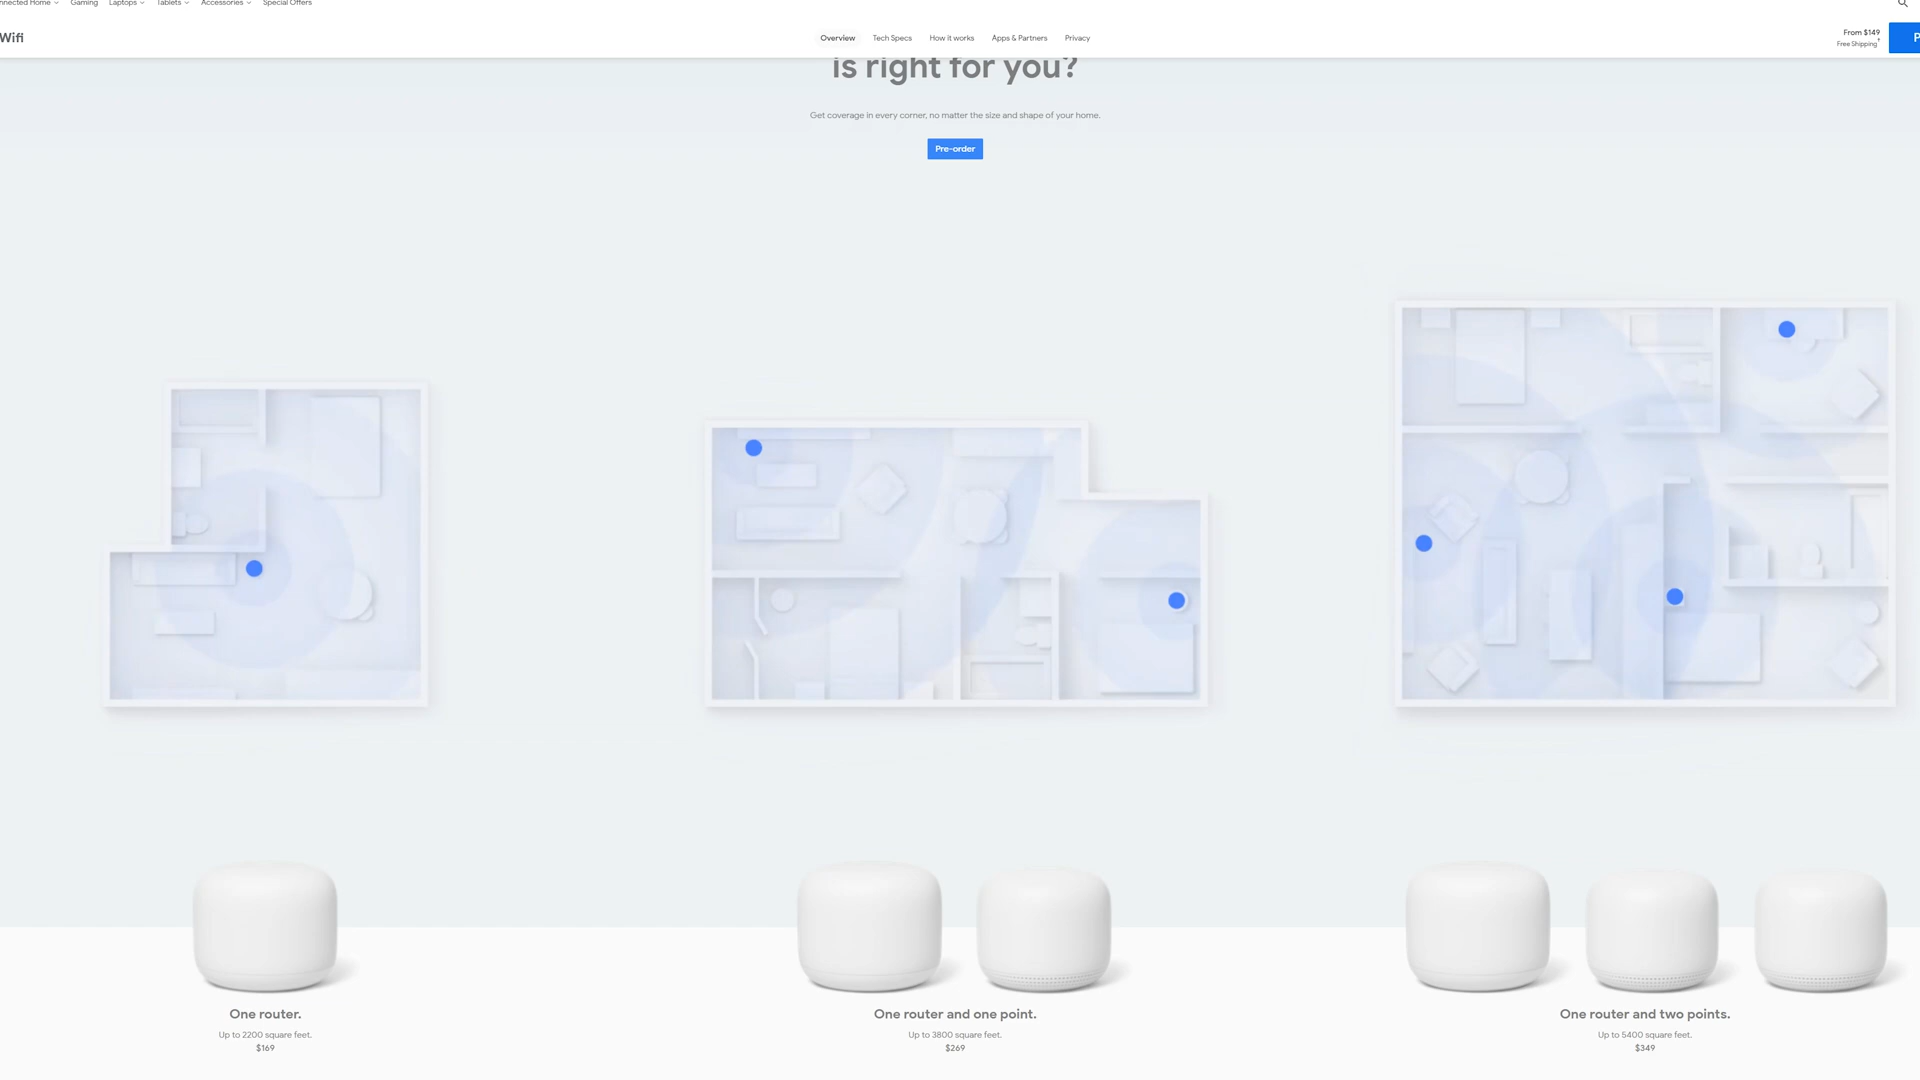 nnected Home Gaming Laptops Tablets Accessories Special Offers
Wifi Overview Tech Specs How it works Apps & Partners Privacy From $149
Free Shipping†
P
is right for you?
Get coverage in every corner, no matter the size and shape of your home.
Pre-order
One router.
Up to 2200 square feet.
$169
One router and one point.
Up to 3800 square feet.
$269
One router and two points.
Up to 5400 square feet.
$349